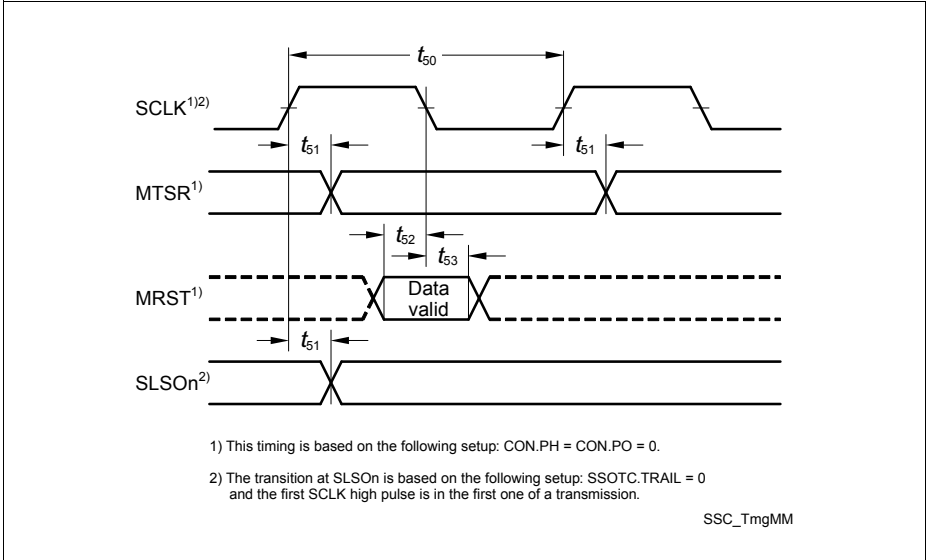 t50
SCLK1)2)
t51 t51
MTSR1)
t52
t53
MRST1) Data valid
t51
SLSOn2)
1) This timing is based on the following setup: CON.PH = CON.PO = 0.
2) The transition at SLSOn is based on the following setup: SSOTC.TRAIL = 0
and the first SCLK high pulse is in the first one of a transmission.
SSC_TmgMM